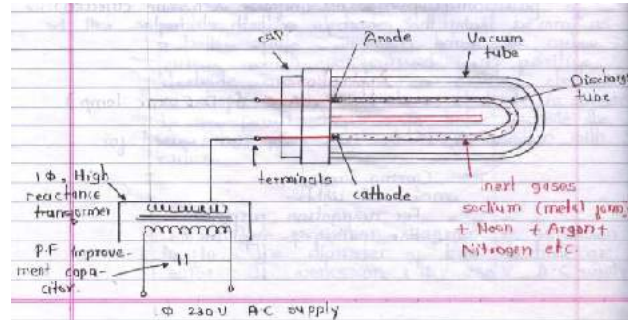 cap
Anode
Vacuum
tube
Discharge
tube
1Φ, High
reactance
transformer
terminals
cathode
inert gases
sodium (metal form)
+ Neon + Argon +
Nitrogen etc.
P.F improve-
ment capa-
citor.
1Φ 230V A.C supply